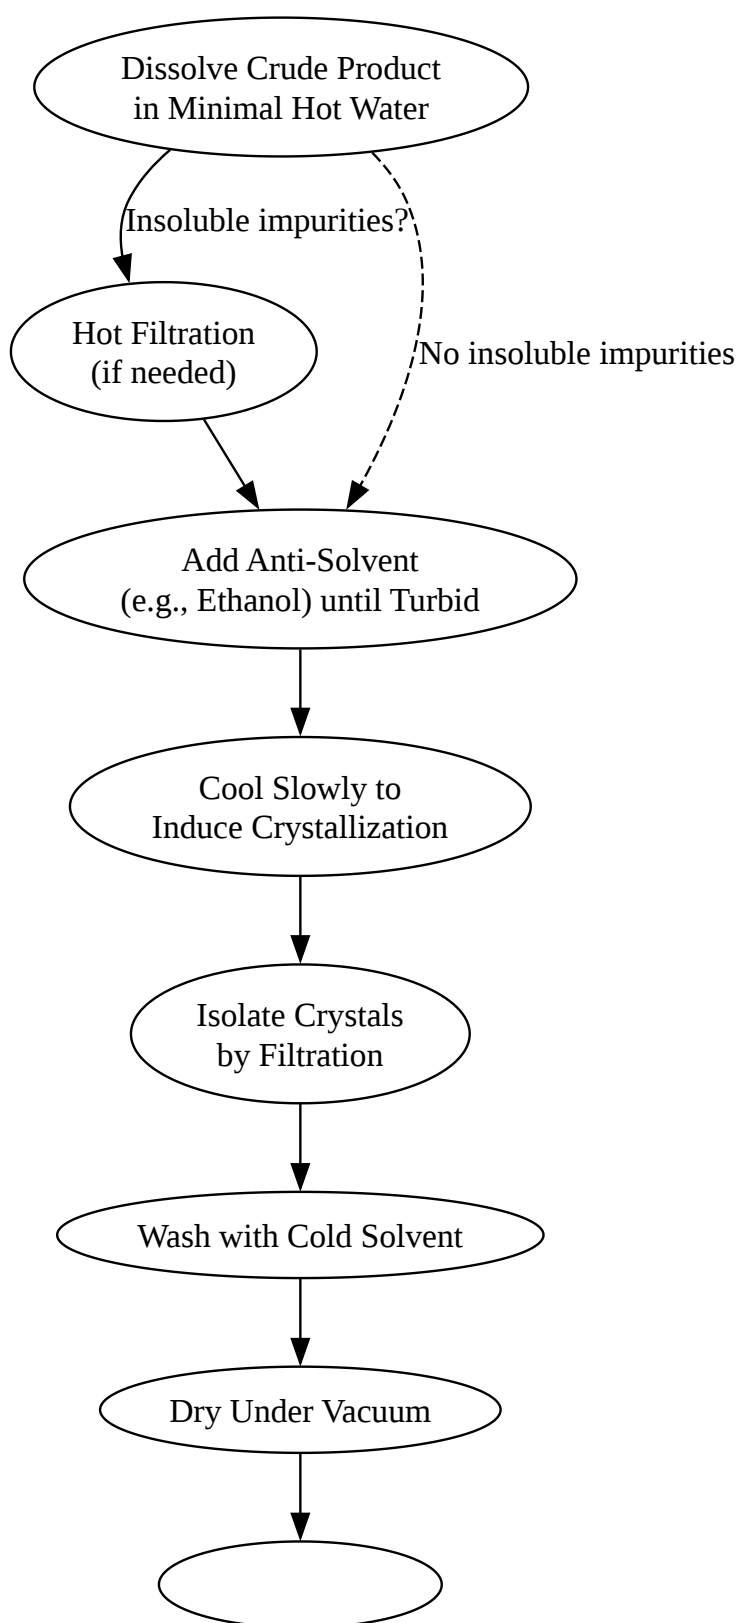 Dissolve Crude Product
in Minimal Hot Water
Insoluble impurities?
Hot Filtration
(if needed)
No insoluble impurities
Add Anti-Solvent
(e.g., Ethanol) until Turbid
Cool Slowly to
Induce Crystallization
Isolate Crystals
by Filtration
Wash with Cold Solvent
Dry Under Vacuum